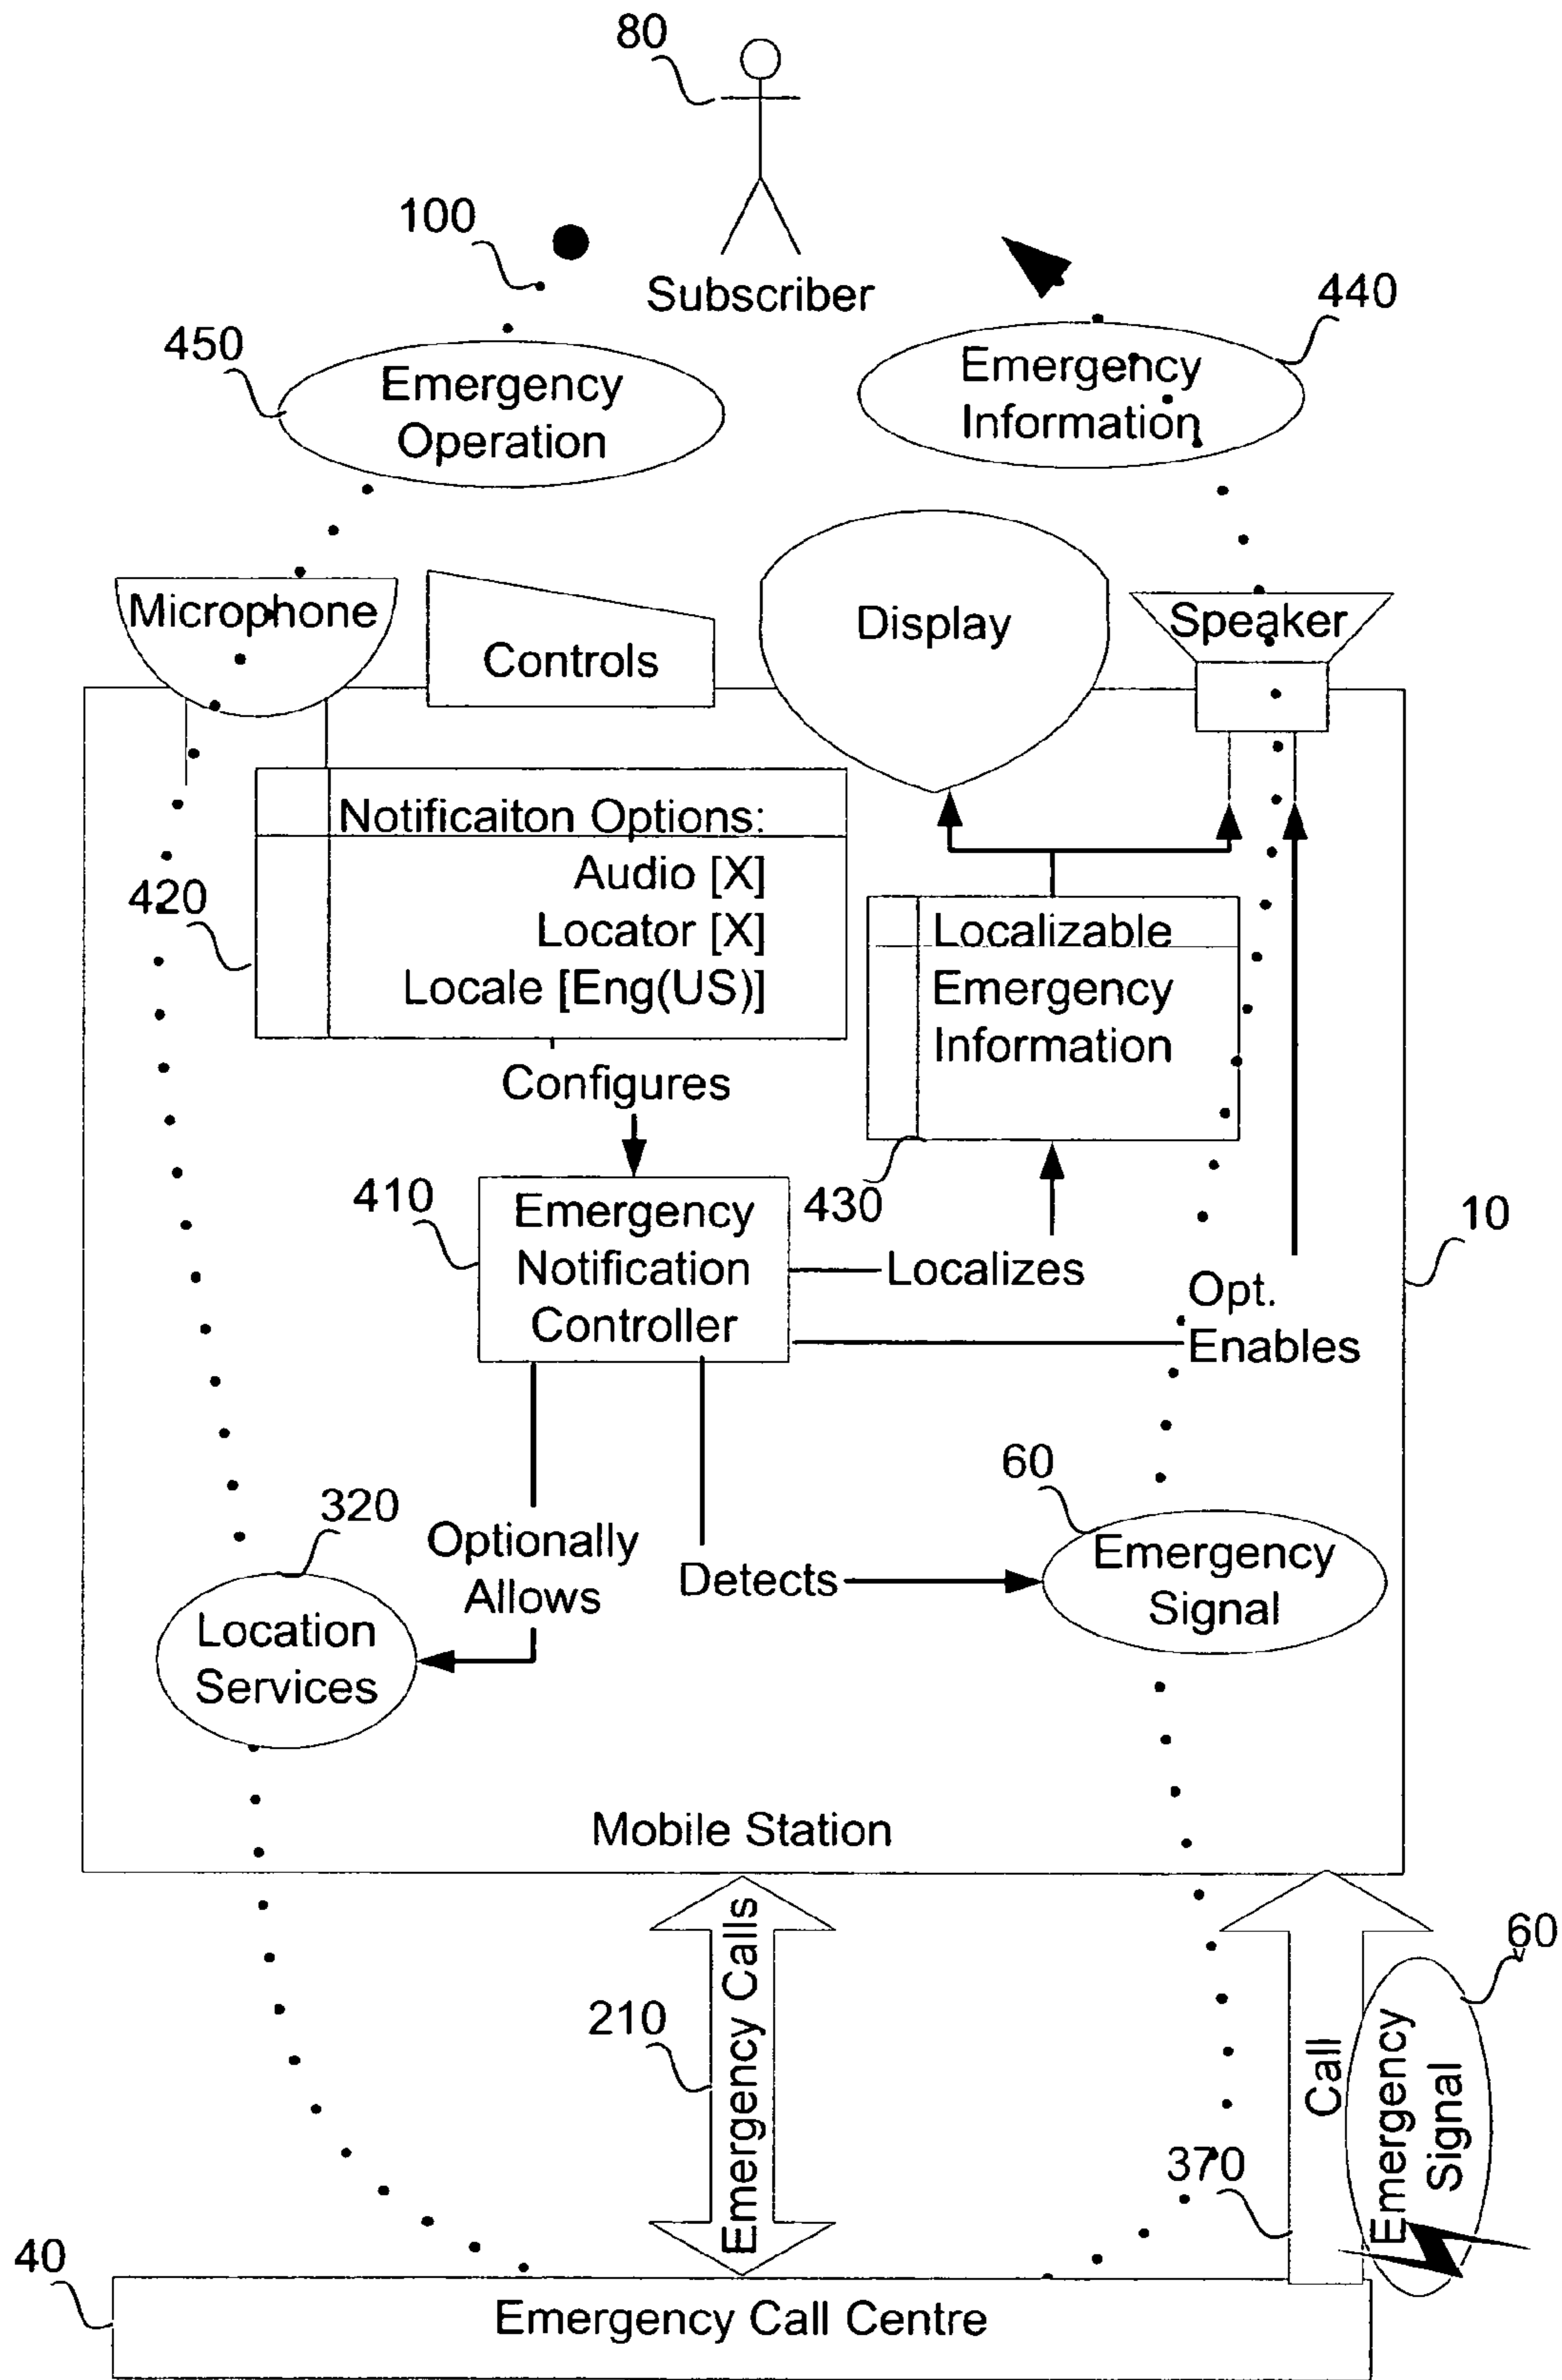 80
100
Subscriber
440
450
Emergency
Operation
Emergency
Information
Microphone
Controls
Display
Speaker
Notificaiton Options:
Audio [X]
Locator [X]
Locale [Eng(US)]
420
Localizable
Emergency
Information
Configures
430
410
Emergency
Notification
Controller
Localizes
10
Opt.
Enables
60
320
Optionally
Allows
Detects
Emergency
Signal
Location
Services
Mobile Station
60
210
Emergency Calls
Call
Emergency
Signal
370
40
Emergency Call Centre